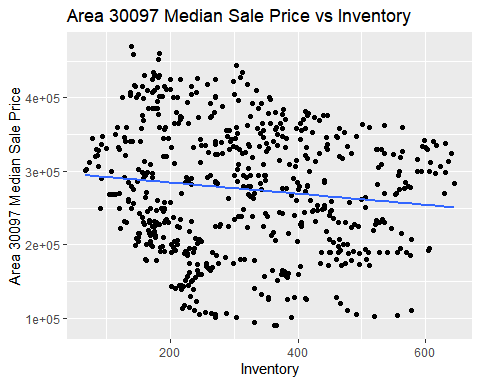 Area 30097 Median Sale Price vs Inventory
Area 30097 Median Sale Price
4e+05
3e+05
2e+05
1e+05
200
400
600
Inventory